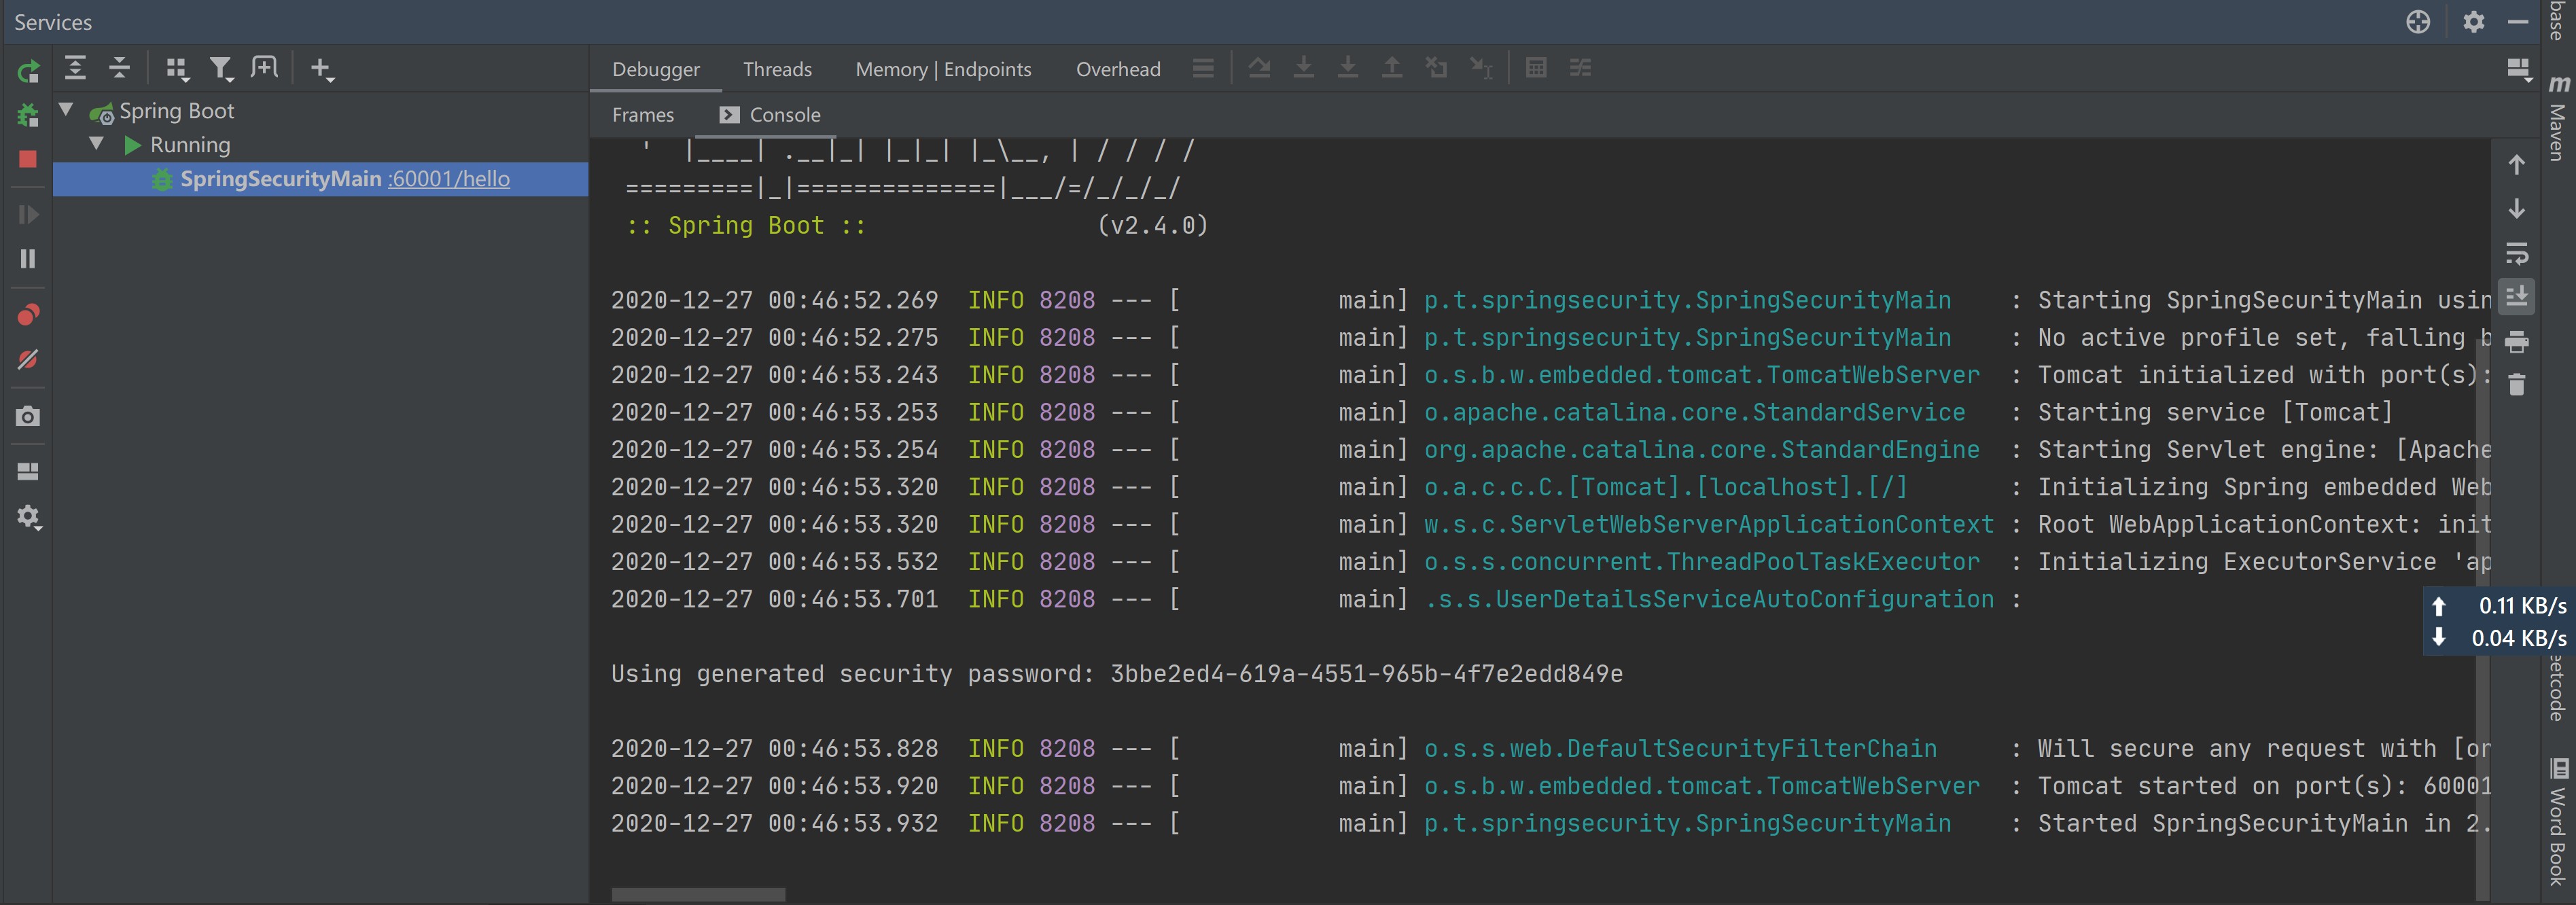 Services
Debugger Threads Memory | Endpoints Overhead
Spring Boot
Running
SpringSecurityMain :60001/hello
Frames Console
  '  |____| .__|_| |_|_| |_\__, | / / / /
 =========|_|==============|___/=/_/_/_/
 :: Spring Boot ::                (v2.4.0)
2020-12-27 00:46:52.269  INFO 8208 --- [           main] p.t.springsecurity.SpringSecurityMain    : Starting SpringSecurityMain usin
2020-12-27 00:46:52.275  INFO 8208 --- [           main] p.t.springsecurity.SpringSecurityMain    : No active profile set, falling b
2020-12-27 00:46:53.243  INFO 8208 --- [           main] o.s.b.w.embedded.tomcat.TomcatWebServer  : Tomcat initialized with port(s):
2020-12-27 00:46:53.253  INFO 8208 --- [           main] o.apache.catalina.core.StandardService   : Starting service [Tomcat]
2020-12-27 00:46:53.254  INFO 8208 --- [           main] org.apache.catalina.core.StandardEngine  : Starting Servlet engine: [Apache
2020-12-27 00:46:53.320  INFO 8208 --- [           main] o.a.c.c.C.[Tomcat].[localhost].[/]       : Initializing Spring embedded Web
2020-12-27 00:46:53.320  INFO 8208 --- [           main] w.s.c.ServletWebServerApplicationContext : Root WebApplicationContext: init
2020-12-27 00:46:53.532  INFO 8208 --- [           main] o.s.s.concurrent.ThreadPoolTaskExecutor  : Initializing ExecutorService 'ap
2020-12-27 00:46:53.701  INFO 8208 --- [           main] .s.s.UserDetailsServiceAutoConfiguration :
Using generated security password: 3bbe2ed4-619a-4551-965b-4f7e2edd849e
2020-12-27 00:46:53.828  INFO 8208 --- [           main] o.s.s.web.DefaultSecurityFilterChain     : Will secure any request with [or
2020-12-27 00:46:53.920  INFO 8208 --- [           main] o.s.b.w.embedded.tomcat.TomcatWebServer  : Tomcat started on port(s): 60001
2020-12-27 00:46:53.932  INFO 8208 --- [           main] p.t.springsecurity.SpringSecurityMain    : Started SpringSecurityMain in 2.
0.11 KB/s
0.04 KB/s
base
m Maven
eetcode
Word Book